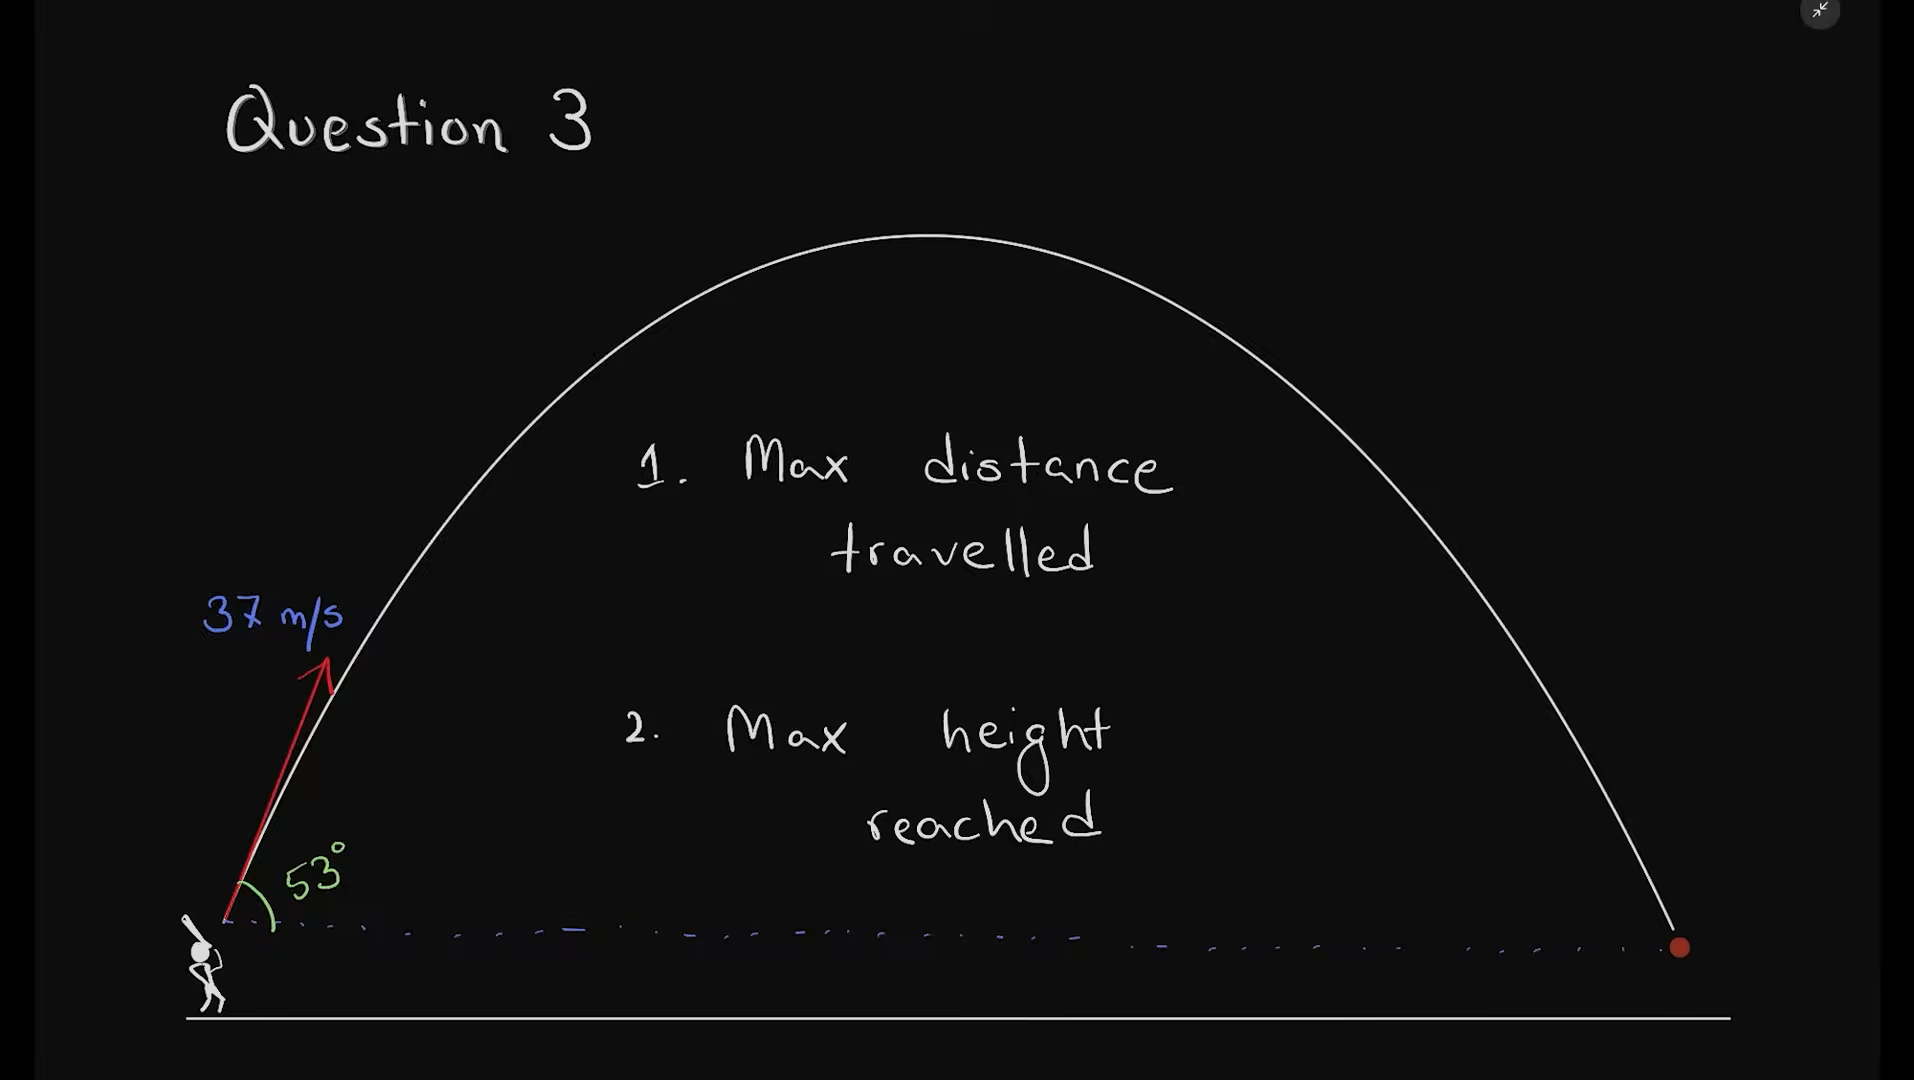 Question 3
1. Max distance
travelled
37 m/s
2. Max height
reached
53°